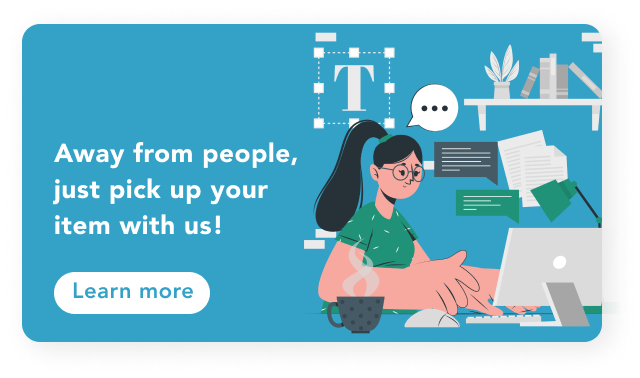 T
Away from people,
just pick up your
item with us!
Learn more